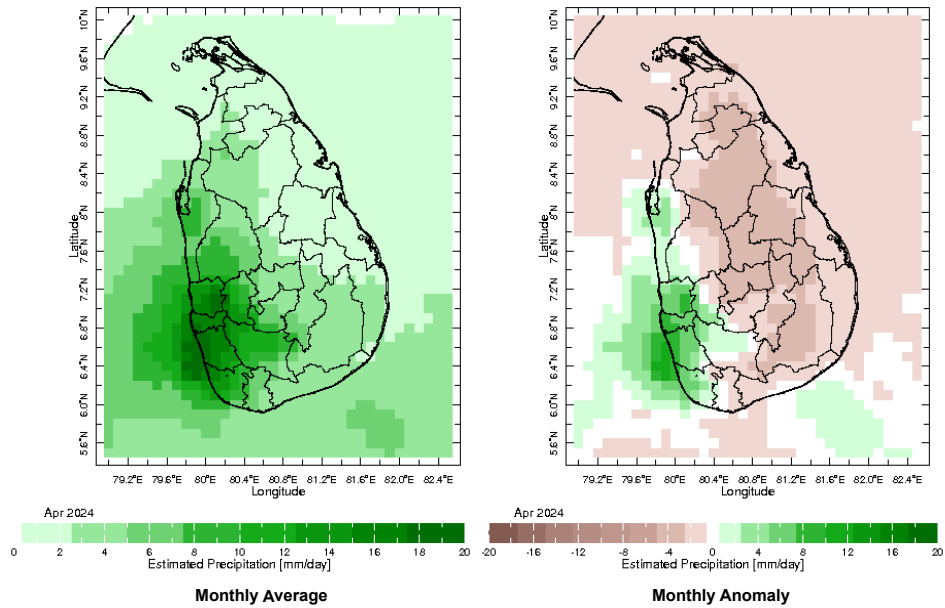 10°N
9.6°N
9.2°N
8.8°N
8.4°N
8°N
7.6°N
7.2°N
6.8°N
6.4°N
6.0°N
5.6°N
Latitude
79.2°E 79.6°E 80°E 80.4°E 80.8°E 81.2°E 81.6°E 82.0°E 82.4°E
Longitude
Apr 2024
0 2 4 6 8 10 12 14 16 18 20
Estimated Precipitation [mm/day]
Monthly Average
10°N
9.6°N
9.2°N
8.8°N
8.4°N
8°N
7.6°N
7.2°N
6.8°N
6.4°N
6.0°N
5.6°N
Latitude
79.2°E 79.6°E 80°E 80.4°E 80.8°E 81.2°E 81.6°E 82.0°E 82.4°E
Longitude
Apr 2024
-20 -16 -12 -8 -4 0 4 8 12 16 20
Estimated Precipitation [mm/day]
Monthly Anomaly